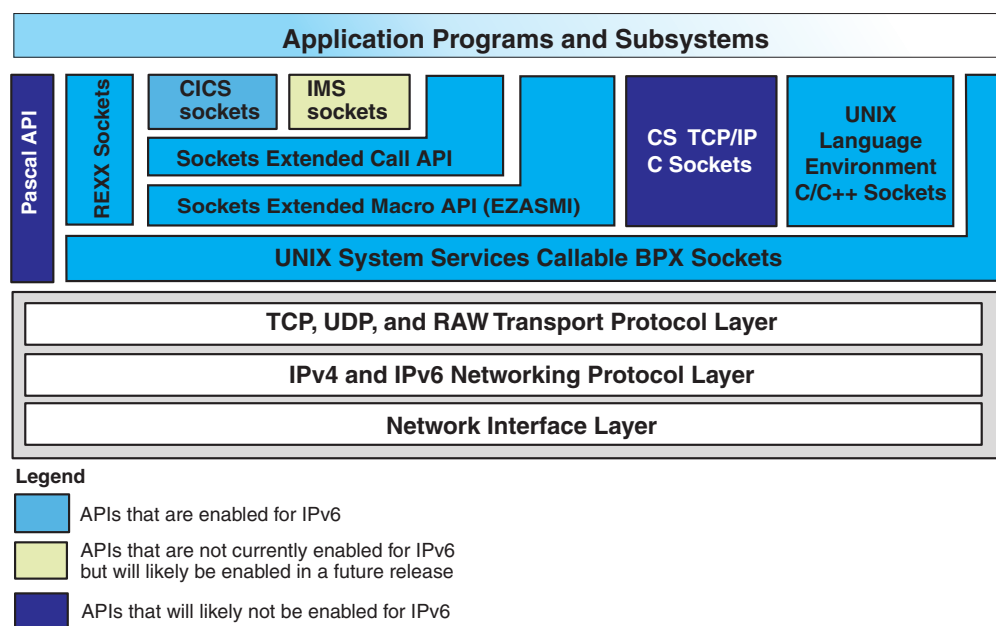 Application Programs and Subsystems
Pascal API
REXX Sockets
CICS
sockets
IMS
sockets
Sockets Extended Call API
Sockets Extended Macro API (EZASMI)
CS TCP/IP
C Sockets
UNIX
Language
Environment
C/C++ Sockets
UNIX System Services Callable BPX Sockets
TCP, UDP, and RAW Transport Protocol Layer
IPv4 and IPv6 Networking Protocol Layer
Network Interface Layer
Legend
APIs that are enabled for IPv6
APIs that are not currently enabled for IPv6
but will likely be enabled in a future release
APIs that will likely not be enabled for IPv6